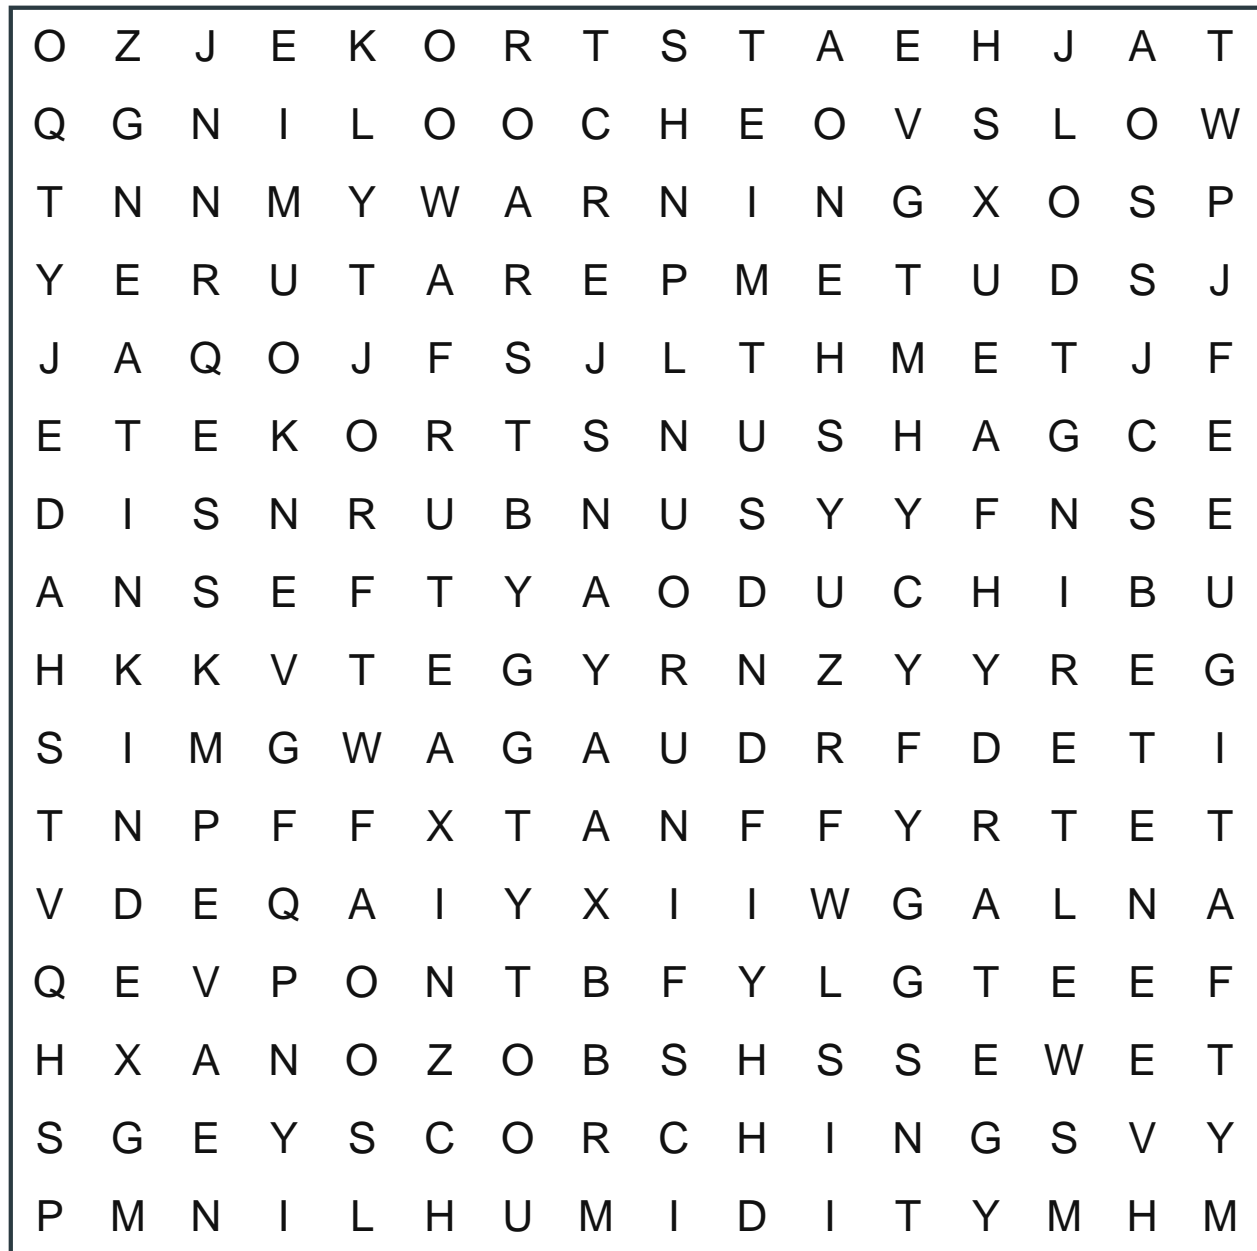 O Z J E K O R T S T A E H J A T
Q G N I L O O C H E O V S L O W
T N N M Y W A R N I N G X O S P
Y E R U T A R E P M E T U D S J
J A Q O J F S J L T H M E T J F
E T E K O R T S N U S H A G C E
D I S N R U B N U S Y Y F N S E
A N S E F T Y A O D U C H I B U
H K K V T E G Y R N Z Y Y R E G
S I M G W A G A U D R F D E T I
T N P F F X T A N F F Y R T E T
V D E Q A I Y X I I W G A L N A
Q E V P O N T B F Y L G T E E F
H X A N O Z O B S H S S E W E T
S G E Y S C O R C H I N G S V Y
P M N I L H U M I D I T Y M H M